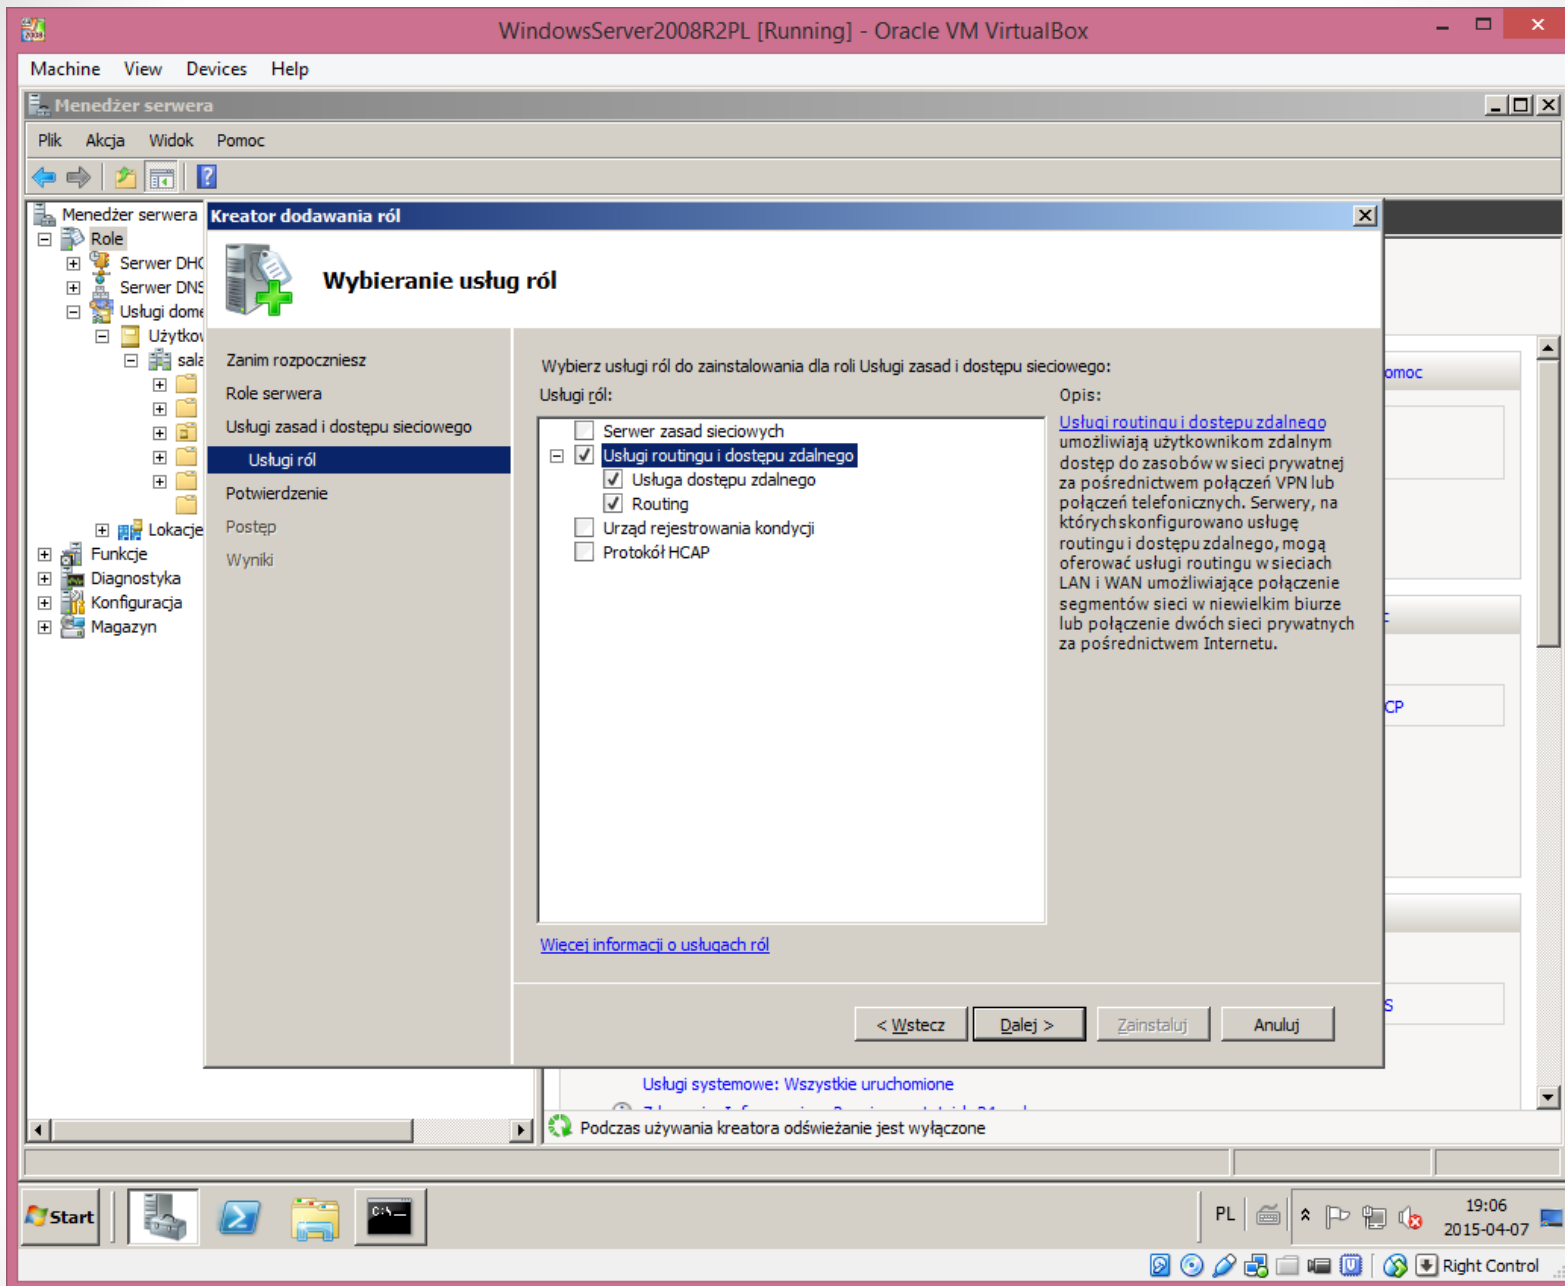 WindowsServer2008R2PL [Running] - Oracle VM VirtualBox
Machine View Devices Help
Menedżer serwera
Plik Akcja Widok Pomoc
Menedżer serwera
Role
Serwer DHC
Serwer DNS
Usługi dome
Użytkow
sala
Lokacje
Funkcje
Diagnostyka
Konfiguracja
Magazyn
Kreator dodawania ról
Wybieranie usług ról
Zanim rozpoczniesz
Role serwera
Usługi zasad i dostępu sieciowego
Usługi ról
Potwierdzenie
Postęp
Wyniki
Wybierz usługi ról do zainstalowania dla roli Usługi zasad i dostępu sieciowego:
Usługi ról:
Serwer zasad sieciowych
Usługi routingu i dostępu zdalnego
Usługa dostępu zdalnego
Routing
Urząd rejestrowania kondycji
Protokół HCAP
Więcej informacji o usługach ról
Opis:
Usługi routingu i dostępu zdalnego
umożliwiają użytkownikom zdalnym
dostęp do zasobów w sieci prywatnej
za pośrednictwem połączeń VPN lub
połączeń telefonicznych. Serwery, na
których skonfigurowano usługę
routingu i dostępu zdalnego, mogą
oferować usługi routingu w sieciach
LAN i WAN umożliwiające połączenie
segmentów sieci w niewielkim biurze
lub połączenie dwóch sieci prywatnych
za pośrednictwem Internetu.
< Wstecz Dalej > Zainstaluj Anuluj
omoc
CP
S
Usługi systemowe: Wszystkie uruchomione
Podczas używania kreatora odświeżanie jest wyłączone
Start
C:\_
PL
19:06
2015-04-07
Right Control